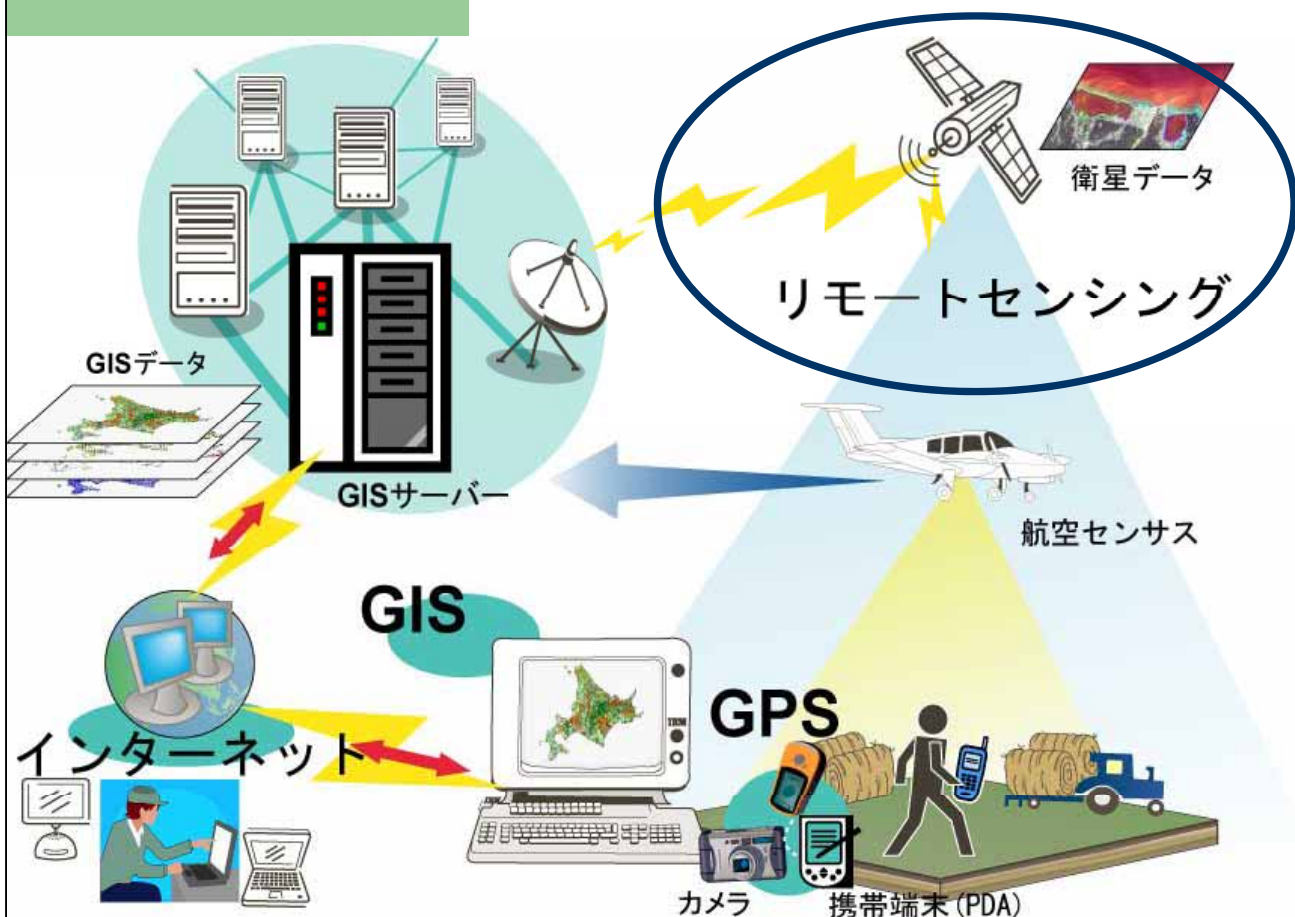 衛星データ
リモートセンシング
GISデータ
GISサーバー
航空センサス
GIS
GPS
インターネット
カメラ
携帯端末(PDA)